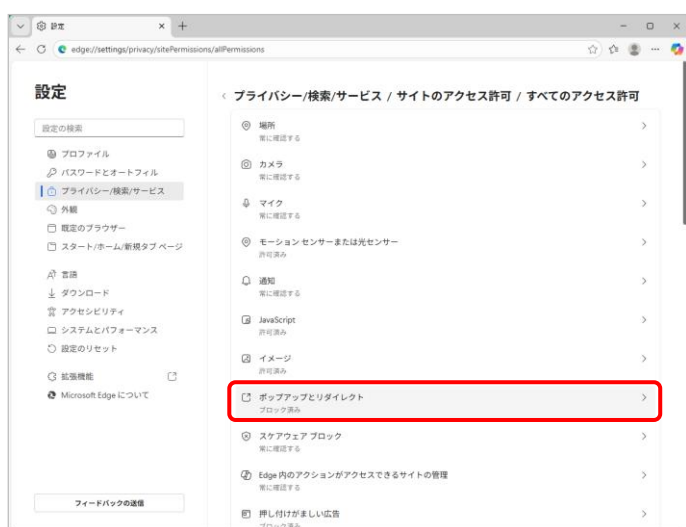 設定
edge://settings/privacy/sitePermissions/allPermissions
設定
プライバシー/検索/サービス / サイトのアクセス許可 / すべてのアクセス許可
設定の検索
プロファイル
パスワードとオートフィル
プライバシー/検索/サービス
外観
既定のブラウザー
スタート/ホーム/新規タブ ページ
言語
ダウンロード
アクセシビリティ
システムとパフォーマンス
設定のリセット
拡張機能
Microsoft Edge について
フィードバックの送信
場所
常に確認する
カメラ
常に確認する
マイク
常に確認する
モーション センサーまたは光センサー
許可済み
通知
常に確認する
JavaScript
許可済み
イメージ
許可済み
ポップアップとリダイレクト
ブロック済み
スケアウェア ブロック
常に確認する
Edge 内のアクションがアクセスできるサイトの管理
常に確認する
押し付けがましい広告
ブロック済み